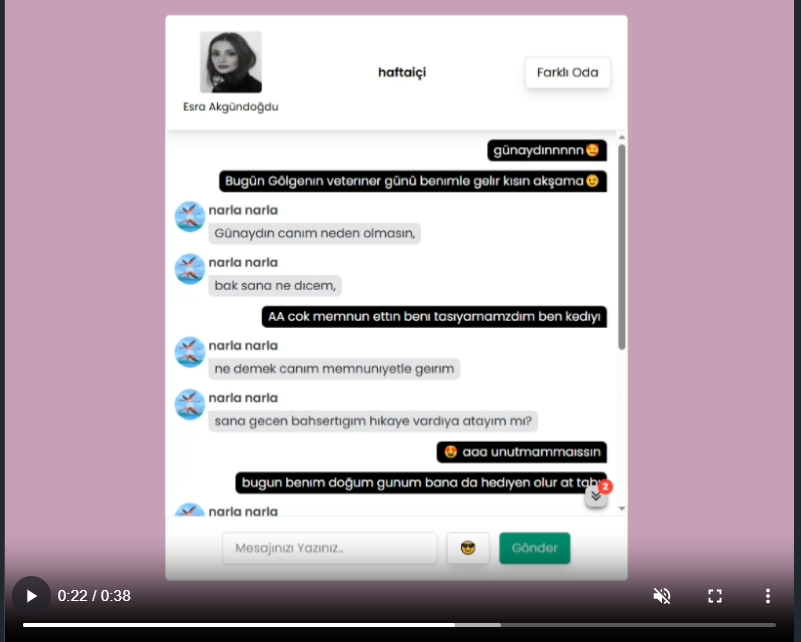 haftaiçi
Farklı Oda
Esra Akgündoğdu
günaydınnnnn🥰
Bugün Gölgenın veterıner günü benımle gelır kısın akşama😉
narla narla
Günaydın canım neden olmasın,
narla narla
bak sana ne dıcem,
AA cok memnun ettın benı tasıyamamzdım ben kedıyı
narla narla
ne demek canım memnunıyetle geırım
narla narla
sana gecen bahsertıgım hıkaye vardıya atayım mı?
🤩 aaa unutmammaıssın
bugun benım doğum gunum bana da hedıyen olur at
2
narla narla
Mesajınızı Yazınız..
😎
Gönder
0:22 / 0:38